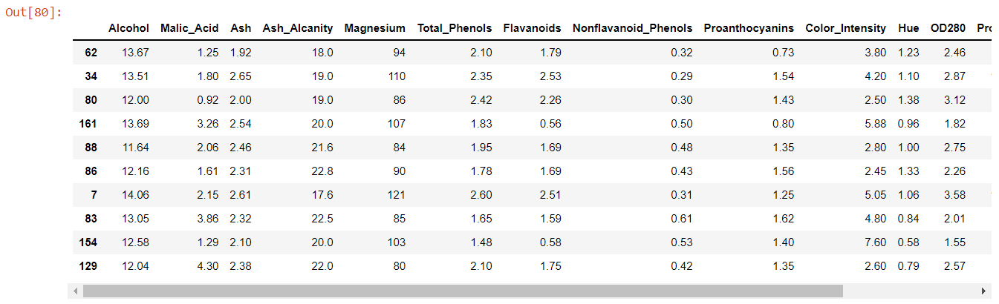 Out[80]:
Alcohol Malic_Acid Ash Ash_Alcanity Magnesium Total_Phenols Flavanoids Nonflavanoid_Phenols Proanthocyanins Color_Intensity Hue OD280 Pro
62 13.67 1.25 1.92 18.0 94 2.10 1.79 0.32 0.73 3.80 1.23 2.46
34 13.51 1.80 2.65 19.0 110 2.35 2.53 0.29 1.54 4.20 1.10 2.87
80 12.00 0.92 2.00 19.0 86 2.42 2.26 0.30 1.43 2.50 1.38 3.12
161 13.69 3.26 2.54 20.0 107 1.83 0.56 0.50 0.80 5.88 0.96 1.82
88 11.64 2.06 2.46 21.6 84 1.95 1.69 0.48 1.35 2.80 1.00 2.75
86 12.16 1.61 2.31 22.8 90 1.78 1.69 0.43 1.56 2.45 1.33 2.26
7 14.06 2.15 2.61 17.6 121 2.60 2.51 0.31 1.25 5.05 1.06 3.58
83 13.05 3.86 2.32 22.5 85 1.65 1.59 0.61 1.62 4.80 0.84 2.01
154 12.58 1.29 2.10 20.0 103 1.48 0.58 0.53 1.40 7.60 0.58 1.55
129 12.04 4.30 2.38 22.0 80 2.10 1.75 0.42 1.35 2.60 0.79 2.57